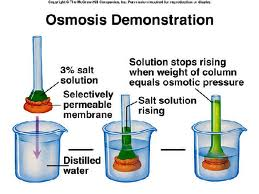 Copyright © The McGraw-Hill Companies, Inc. Permission required for reproduction or display.
Osmosis Demonstration
3% salt
solution
Selectively
permeable
membrane
Distilled
water
Salt solution
rising
Solution stops rising
when weight of column
equals osmotic pressure